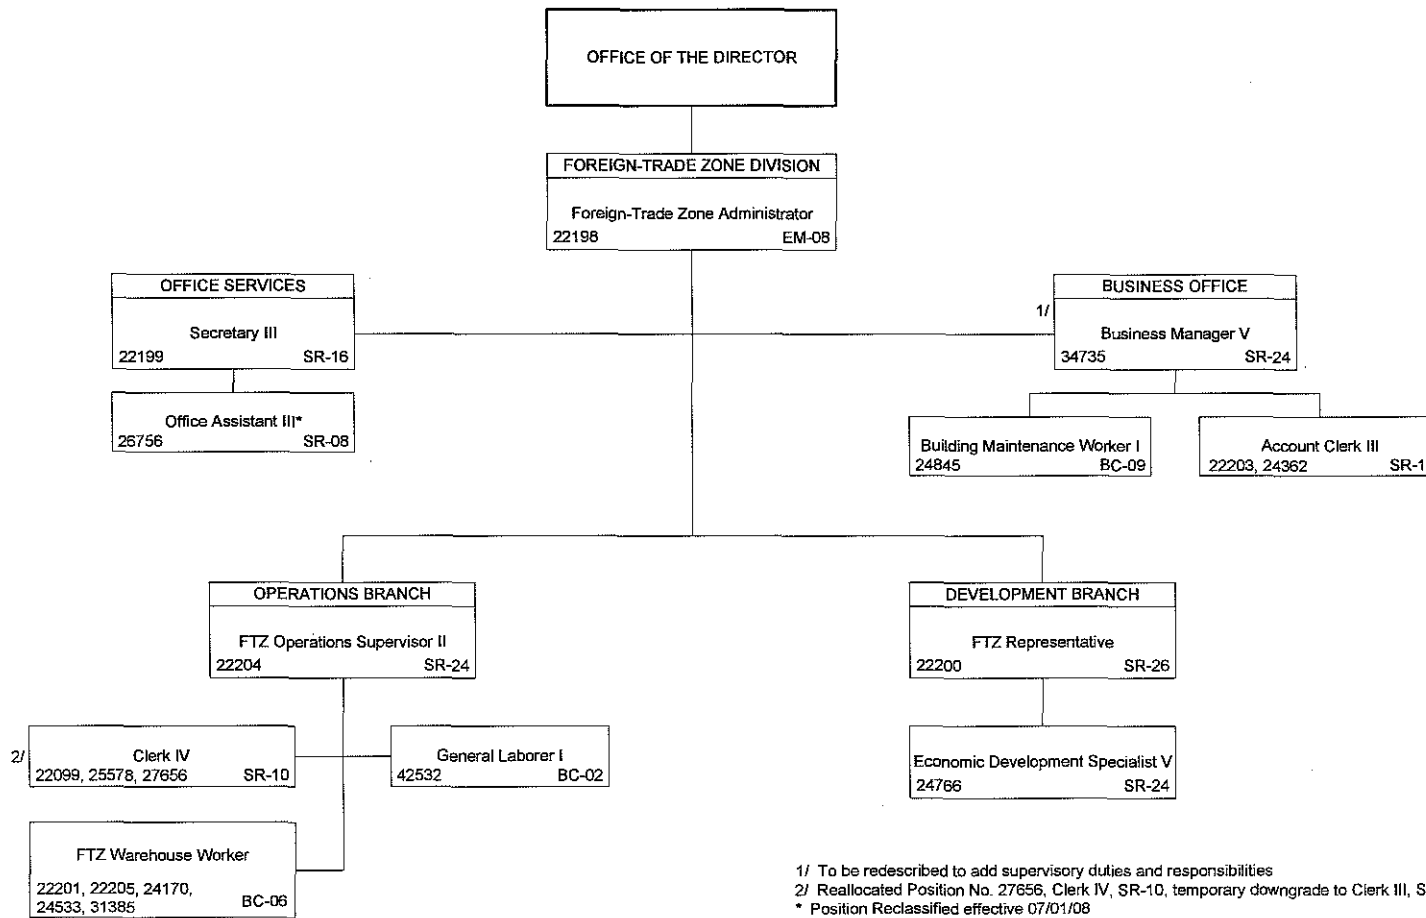 OFFICE OF THE DIRECTOR
FOREIGN-TRADE ZONE DIVISION
Foreign-Trade Zone Administrator
22198 EM-08
OFFICE SERVICES
Secretary III
22199 SR-16
Office Assistant III*
26756 SR-08
BUSINESS OFFICE
1/
Business Manager V
34735 SR-24
Building Maintenance Worker I
24845 BC-09
Account Clerk III
22203, 24362 SR-1
OPERATIONS BRANCH
FTZ Operations Supervisor II
22204 SR-24
2/ Clerk IV
22099, 25578, 27656 SR-10
General Laborer I
42532 BC-02
FTZ Warehouse Worker
22201, 22205, 24170,
24533, 31385 BC-06
DEVELOPMENT BRANCH
FTZ Representative
22200 SR-26
Economic Development Specialist V
24766 SR-24
1/ To be redescribed to add supervisory duties and responsibilities
2/ Reallocated Position No. 27656, Clerk IV, SR-10, temporary downgrade to Clerk III, S
* Position Reclassified effective 07/01/08